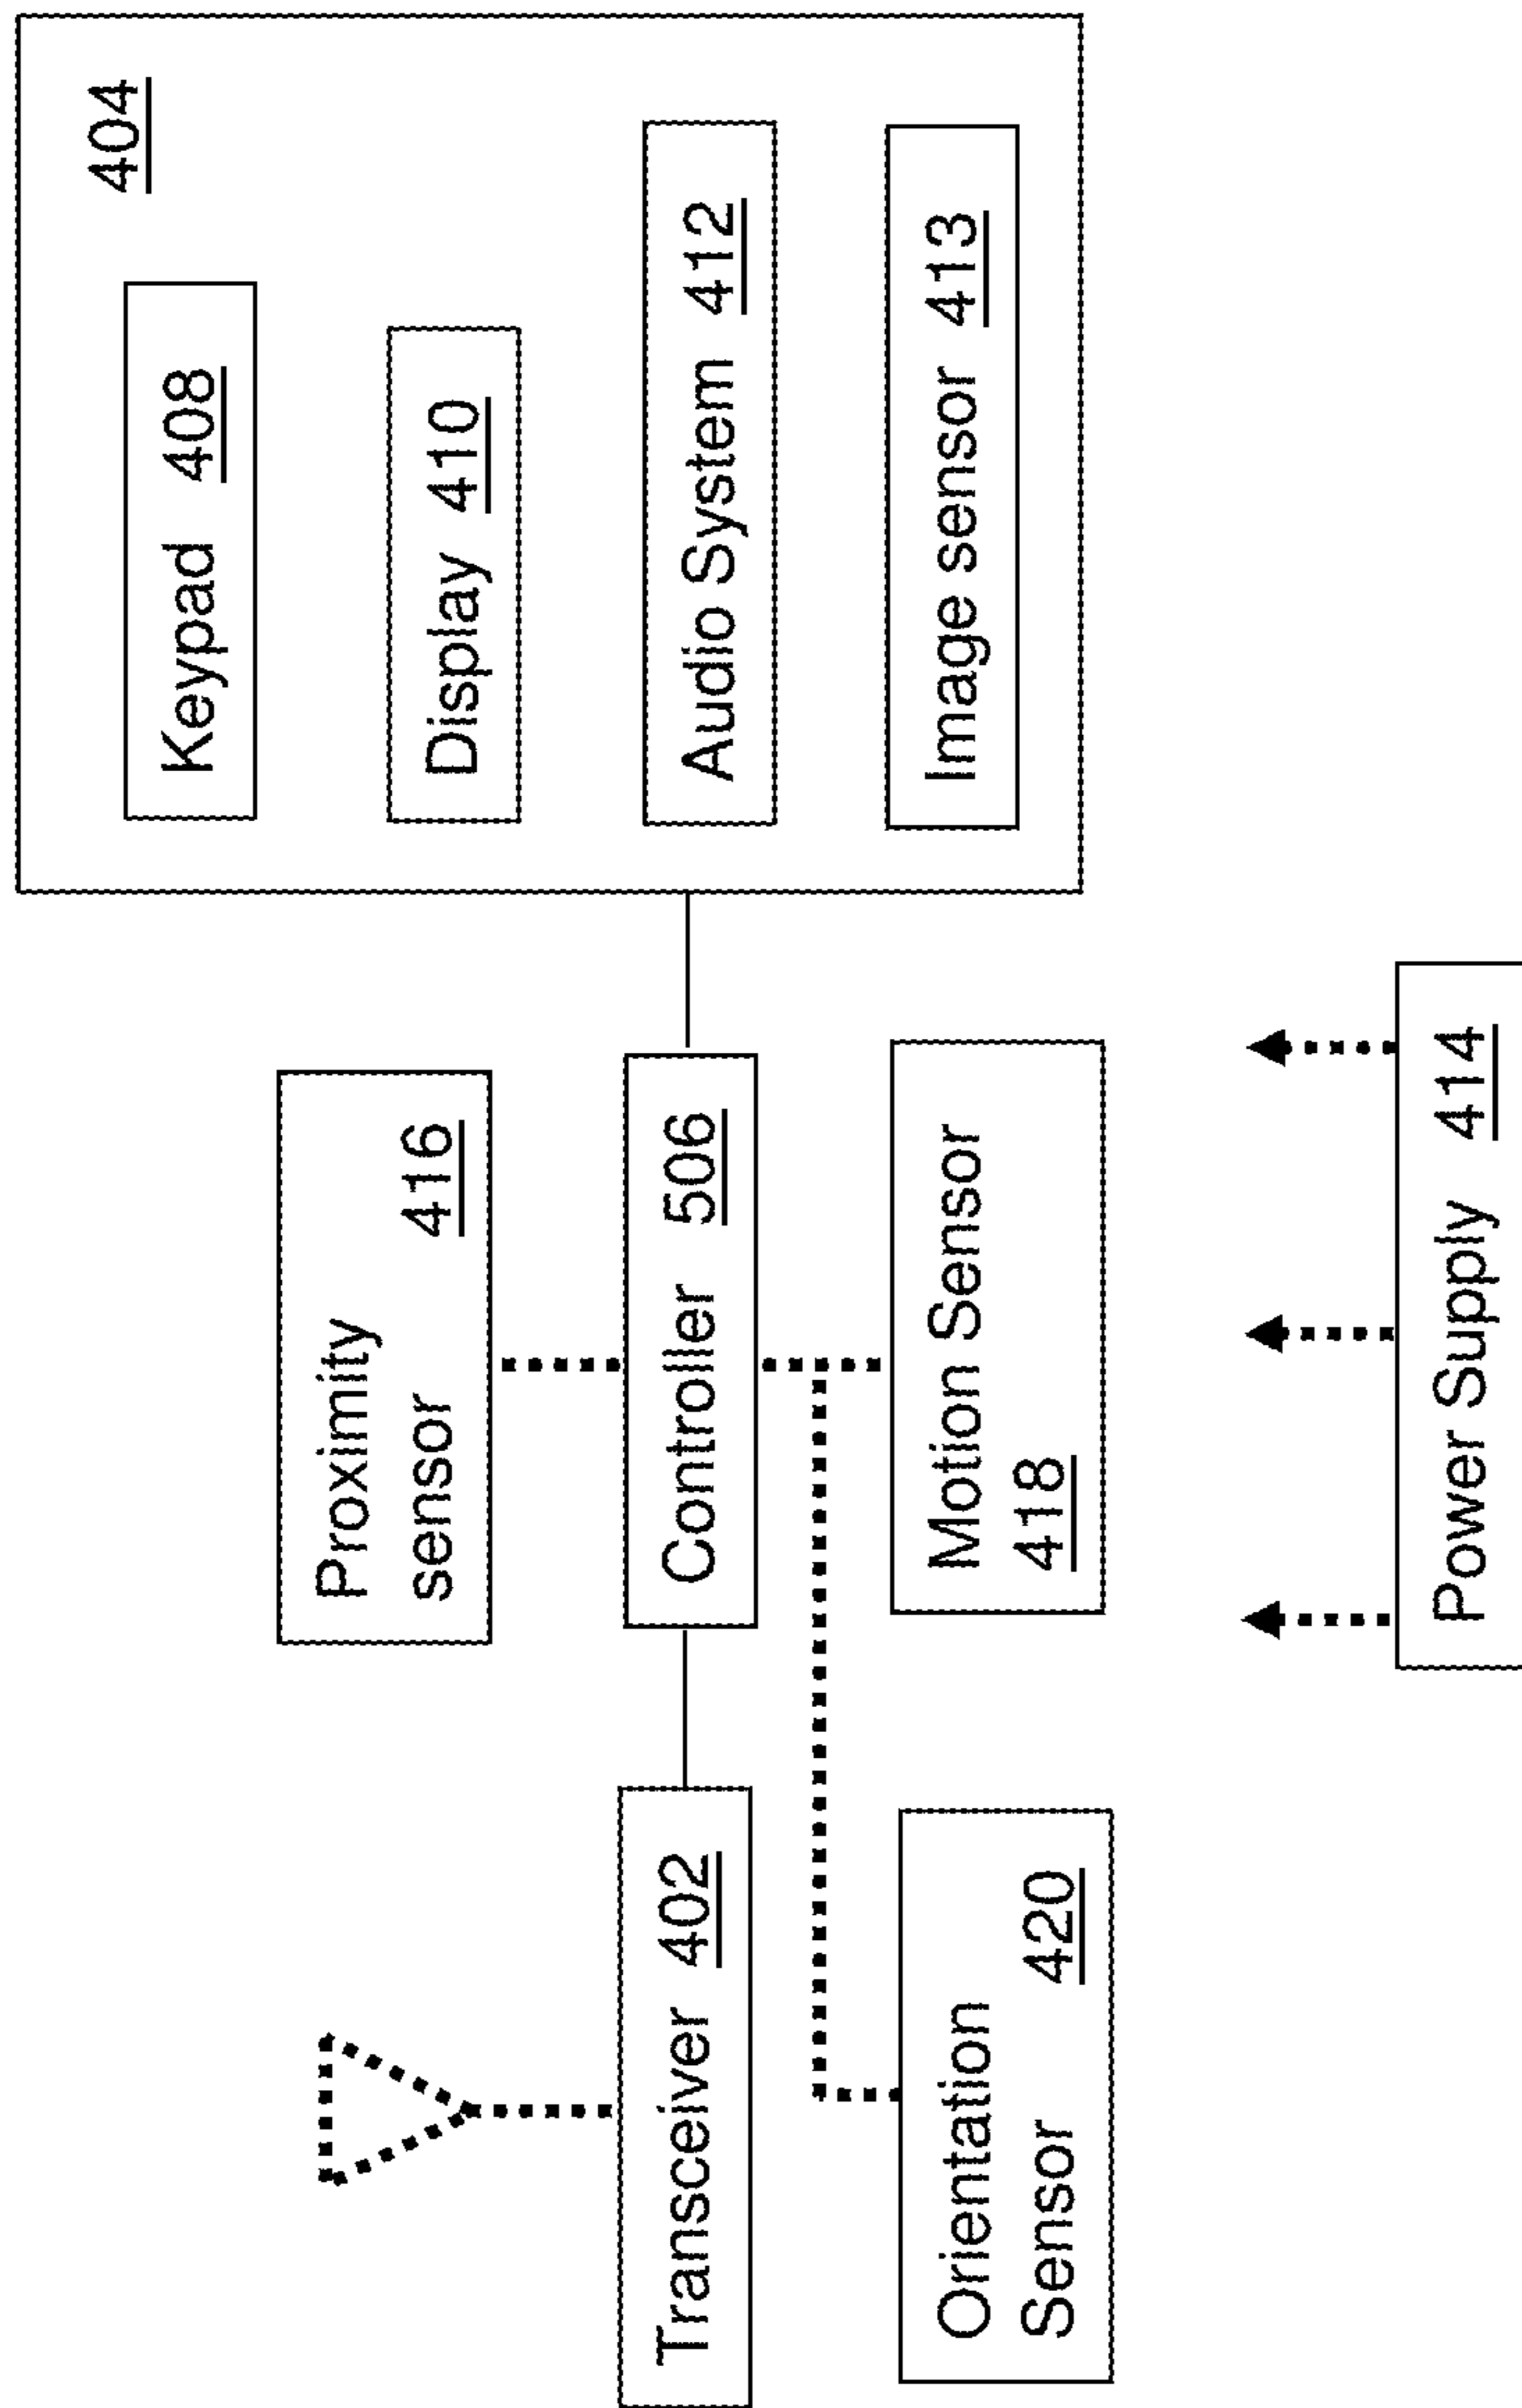 404
Keypad 408
Display 410
Audio System 412
Image sensor 413
Proximity
sensor 416
Controller 506
Motion Sensor
418
Transceiver 402
Orientation
Sensor 420
Power Supply 414